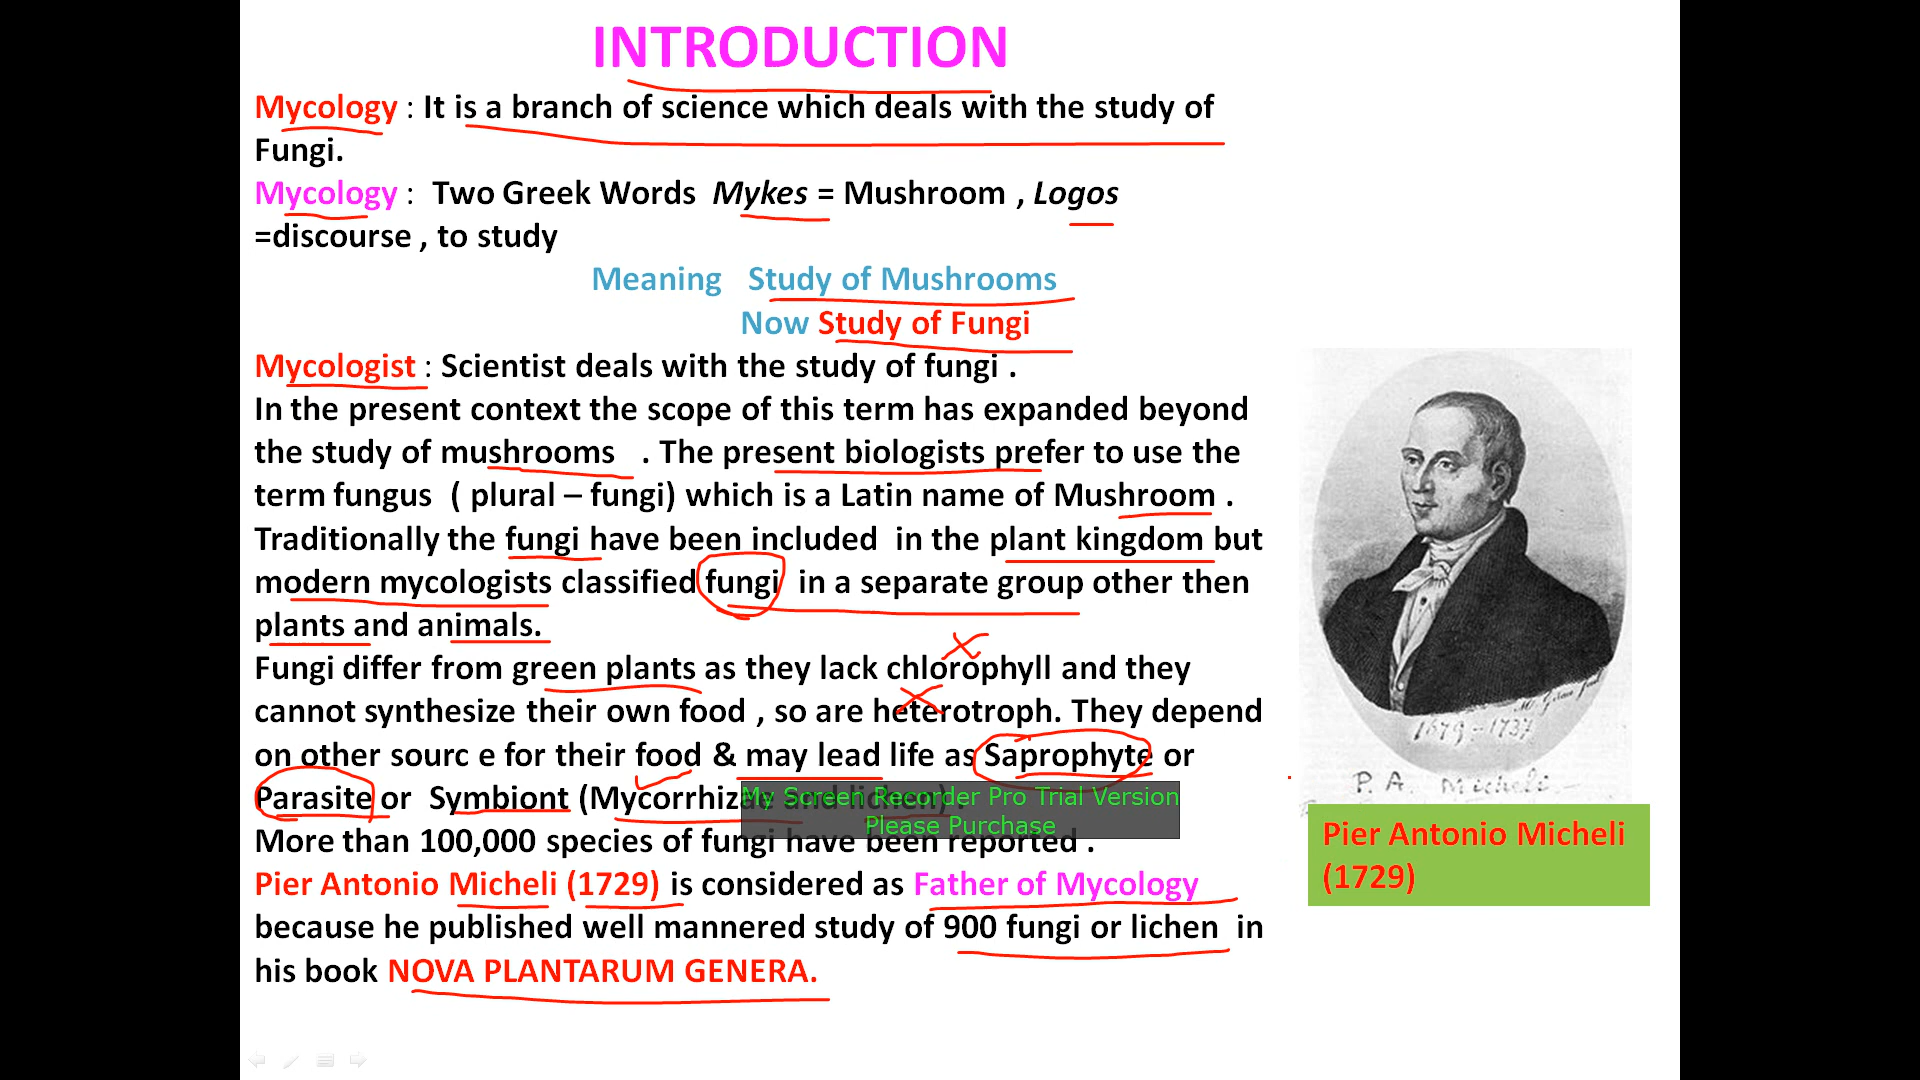 INTRODUCTION
Mycology : It is a branch of science which deals with the study of
Fungi.
Mycology : Two Greek Words Mykes = Mushroom , Logos
=discourse , to study
Meaning Study of Mushrooms
Now Study of Fungi
Mycologist : Scientist deals with the study of fungi .
In the present context the scope of this term has expanded beyond
the study of mushrooms . The present biologists prefer to use the
term fungus ( plural – fungi) which is a Latin name of Mushroom .
Traditionally the fungi have been included in the plant kingdom but
modern mycologists classified fungi in a separate group other then
plants and animals.
Fungi differ from green plants as they lack chlorophyll and they
cannot synthesize their own food , so are heterotroph. They depend
on other sourc e for their food & may lead life as Saprophyte or
Parasite or Symbiont (Mycorrhizae and lichen) .
My Screen Recorder Pro Trial Version
Please Purchase
More than 100,000 species of fungi have been reported .
Pier Antonio Micheli (1729) is considered as Father of Mycology
because he published well mannered study of 900 fungi or lichen in
his book NOVA PLANTARUM GENERA.
1679-1737
P. A. Micheli
Pier Antonio Micheli
(1729)